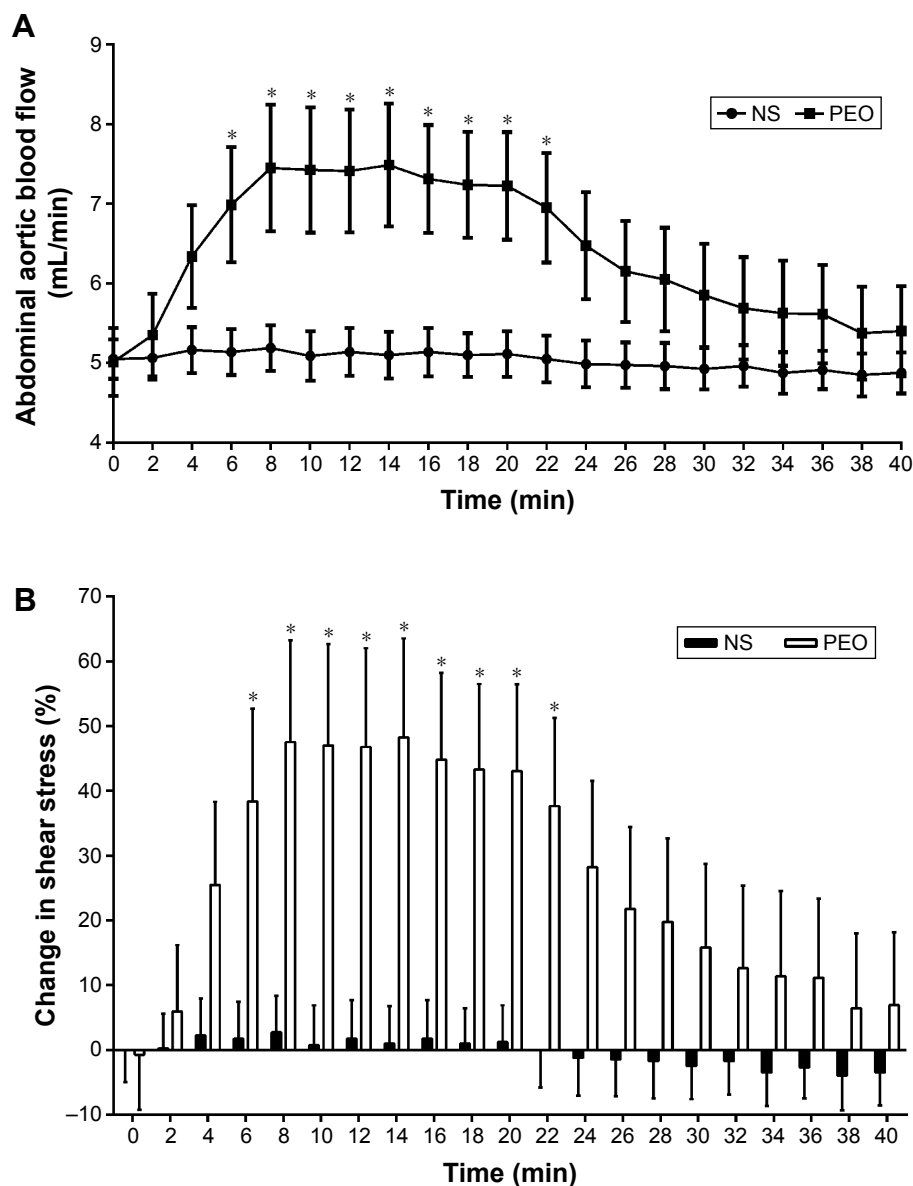 A
Abdominal aortic blood flow
(mL/min)
9
8
7
6
5
4
* * * * * * * * *
NS PEO
0 2 4 6 8 10 12 14 16 18 20 22 24 26 28 30 32 34 36 38 40
Time (min)
B
Change in shear stress (%)
70
60
50
40
30
20
10
0
–10
* * * * * * * * *
NS PEO
0 2 4 6 8 10 12 14 16 18 20 22 24 26 28 30 32 34 36 38 40
Time (min)